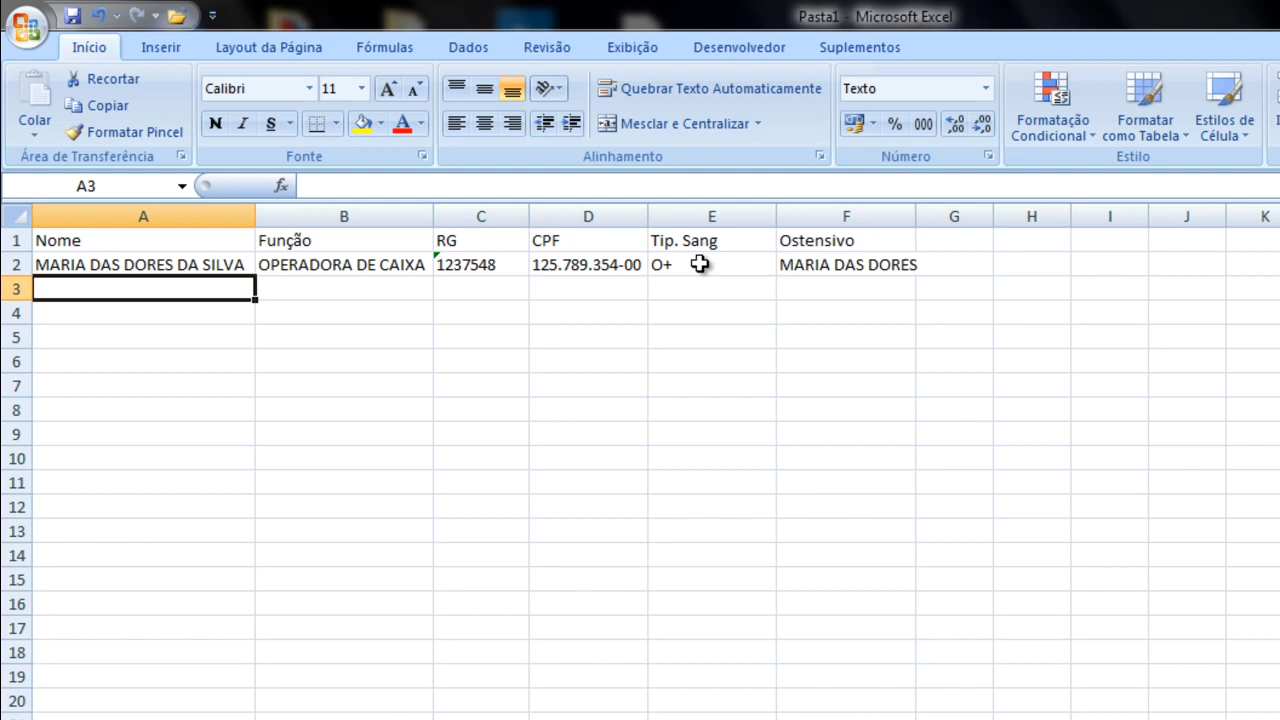 Pasta1 - Microsoft Excel
Início Inserir Layout da Página Fórmulas Dados Revisão Exibição Desenvolvedor Suplementos
Colar
Recortar
Copiar
Formatar Pincel
Área de Transferência
Calibri 11
N I S
Fonte
Quebrar Texto Automaticamente
Mesclar e Centralizar
Alinhamento
Texto
% 000 ,00 ,00
Número
Formatação Condicional
Formatar como Tabela
Estilos de Célula
Estilo
A3 fx
A B C D E F G H I J K
1 Nome Função RG CPF Tip. Sang Ostensivo
2 MARIA DAS DORES DA SILVA OPERADORA DE CAIXA 1237548 125.789.354-00 O+ MARIA DAS DORES
3
4
5
6
7
8
9
10
11
12
13
14
15
16
17
18
19
20